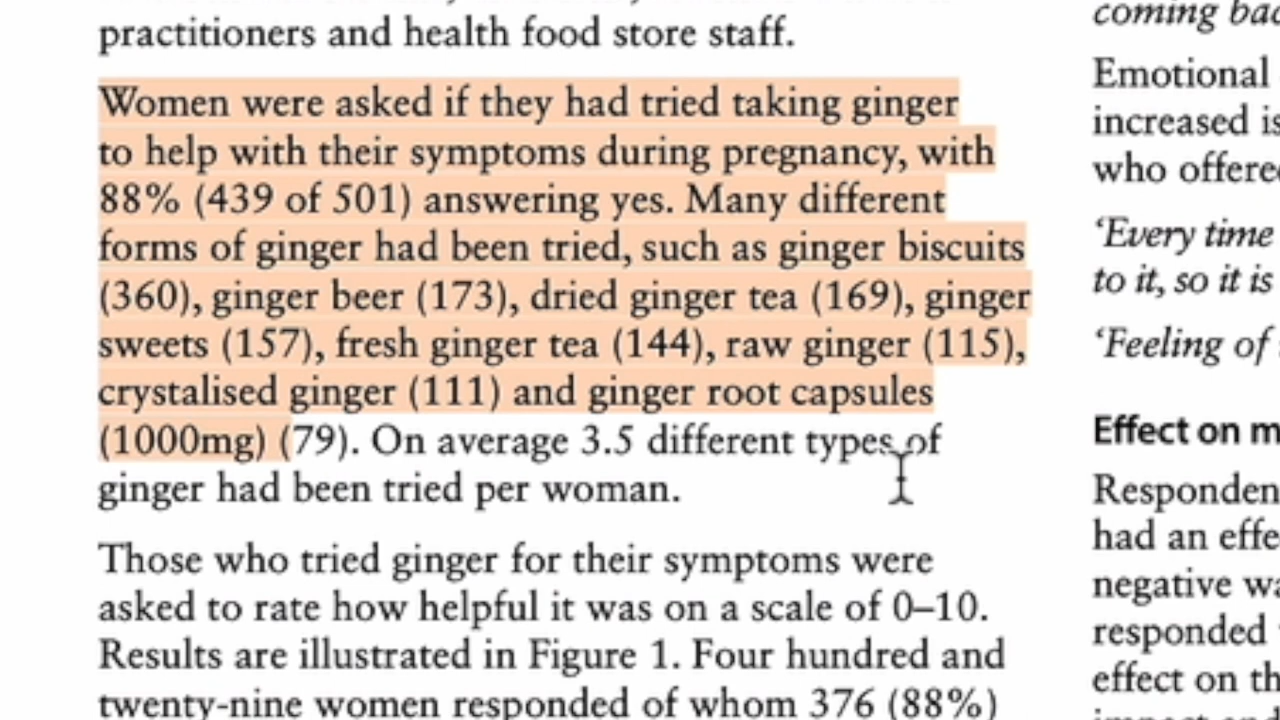 practitioners and health food store staff.
Women were asked if they had tried taking ginger
to help with their symptoms during pregnancy, with
88% (439 of 501) answering yes. Many different
forms of ginger had been tried, such as ginger biscuits
(360), ginger beer (173), dried ginger tea (169), ginger
sweets (157), fresh ginger tea (144), raw ginger (115),
crystalised ginger (111) and ginger root capsules
(1000mg) (79). On average 3.5 different types of
ginger had been tried per woman.
Those who tried ginger for their symptoms were
asked to rate how helpful it was on a scale of 0–10.
Results are illustrated in Figure 1. Four hundred and
twenty-nine women responded of whom 376 (88%)
coming
Emotional
increased
who
‘Every time
to it, so it is
‘Feeling of
Effect on
had an
negative
responded
effect on